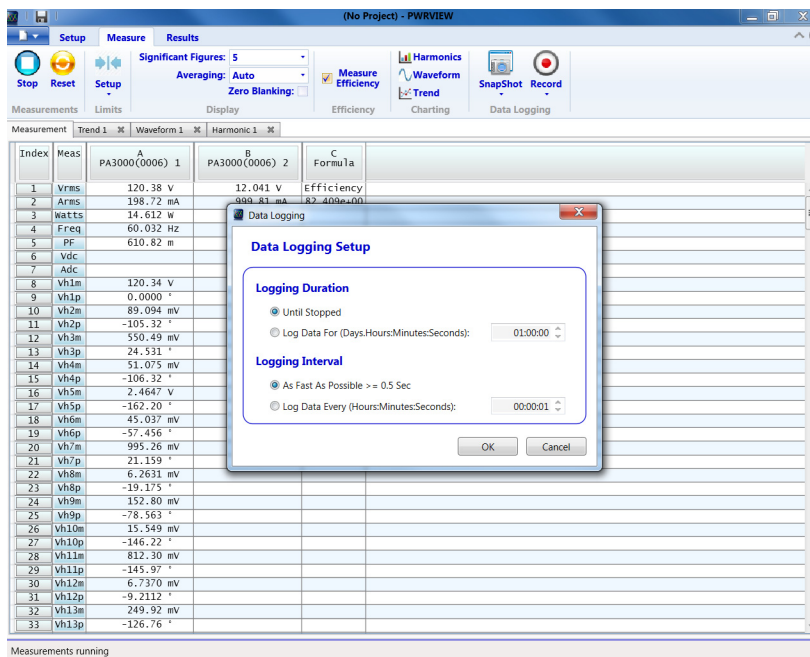 (No Project) - PWRVIEW
Setup Measure Results
Stop Reset Setup
Significant Figures: 5
Averaging: Auto
Zero Blanking:
Measure Efficiency
Harmonics
Waveform
Trend
SnapShot Record
Measurements Limits Display Efficiency Charting Data Logging
Measurement Trend 1 Waveform 1 Harmonic 1
Index Meas A PA3000(0006) 1 B PA3000(0006) 2 C Formula
1 Vrms 120.38 V 12.041 V Efficiency
2 Arms 198.72 mA 999.81 mA 82.409e+00
3 Watts 14.612 W
4 Freq 60.032 Hz
5 PF 610.82 m
6 Vdc
7 Adc
8 Vh1m 120.34 V
9 Vh1p 0.0000 °
10 Vh2m 89.094 mV
11 Vh2p -105.32 °
12 Vh3m 550.49 mV
13 Vh3p 24.531 °
14 Vh4m 51.075 mV
15 Vh4p -106.32 °
16 Vh5m 2.4647 V
17 Vh5p -162.20 °
18 Vh6m 45.037 mV
19 Vh6p -57.456 °
20 Vh7m 995.26 mV
21 Vh7p 21.159 °
22 Vh8m 6.2631 mV
23 Vh8p -19.175 °
24 Vh9m 152.80 mV
25 Vh9p -78.563 °
26 Vh10m 15.549 mV
27 Vh10p -146.22 °
28 Vh11m 812.30 mV
29 Vh11p -145.97 °
30 Vh12m 6.7370 mV
31 Vh12p -9.2112 °
32 Vh13m 249.92 mV
33 Vh13p -126.76 °
Data Logging
Data Logging Setup
Logging Duration
Until Stopped
Log Data For (Days.Hours:Minutes:Seconds): 01:00:00
Logging Interval
As Fast As Possible >= 0.5 Sec
Log Data Every (Hours:Minutes:Seconds): 00:00:01
OK Cancel
Measurements running